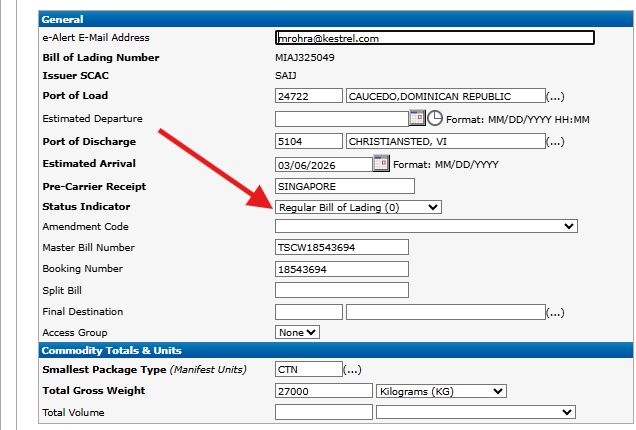 General
e-Alert E-Mail Address mrohra@kestrel.com
Bill of Lading Number MIAJ325049
Issuer SCAC SAIJ
Port of Load 24722 CAUCEDO,DOMINICAN REPUBLIC (...)
Estimated Departure Format: MM/DD/YYYY HH:MM
Port of Discharge 5104 CHRISTIANSTED, VI (...)
Estimated Arrival 03/06/2026 Format: MM/DD/YYYY
Pre-Carrier Receipt SINGAPORE
Status Indicator Regular Bill of Lading (0)
Amendment Code
Master Bill Number TSCW18543694
Booking Number 18543694
Split Bill
Final Destination (...)
Access Group None
Commodity Totals & Units
Smallest Package Type (Manifest Units) CTN (...)
Total Gross Weight 27000 Kilograms (KG)
Total Volume